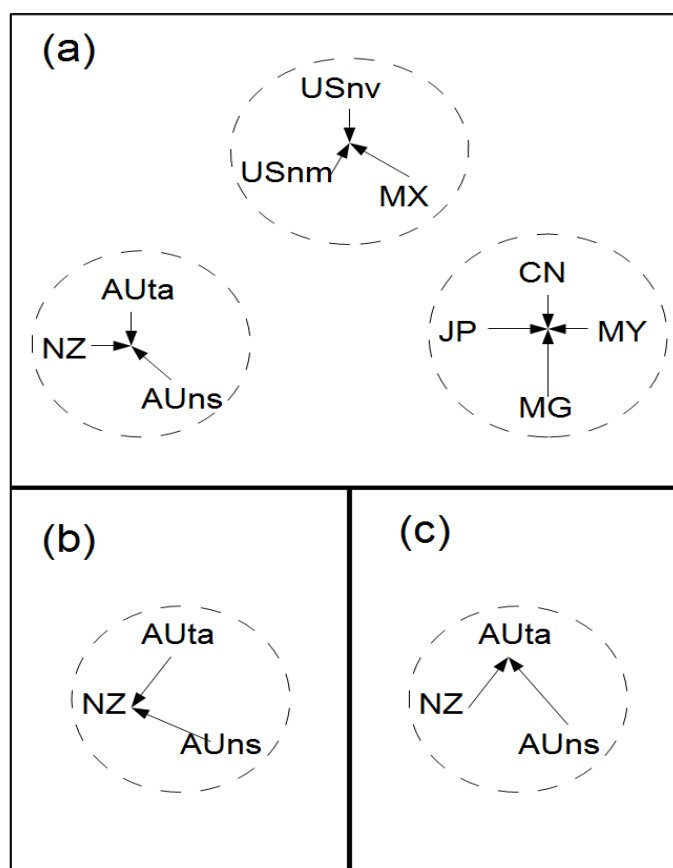 (a)
USnv
USnm
MX
AUta
NZ
AUns
CN
JP
MY
MG
(b)
AUta
NZ
AUns
(c)
AUta
NZ
AUns